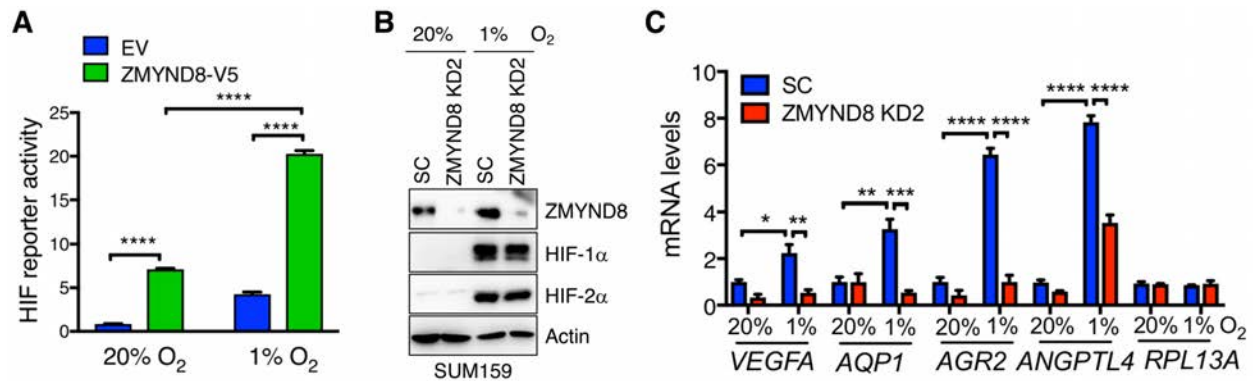 A
EV
ZMYND8-V5
HIF reporter activity
25
20
15
10
5
0
****
****
****
20% O2
1% O2
B
20% 1% O2
SC
ZMYND8 KD2
SC
ZMYND8 KD2
ZMYND8
HIF-1α
HIF-2α
Actin
SUM159
C
SC
ZMYND8 KD2
mRNA levels
10
8
6
4
2
0
* **
** ***
**** ****
**** ****
20% 1% 20% 1% 20% 1% 20% 1% 20% 1% O2
VEGFA AQP1 AGR2 ANGPTL4 RPL13A